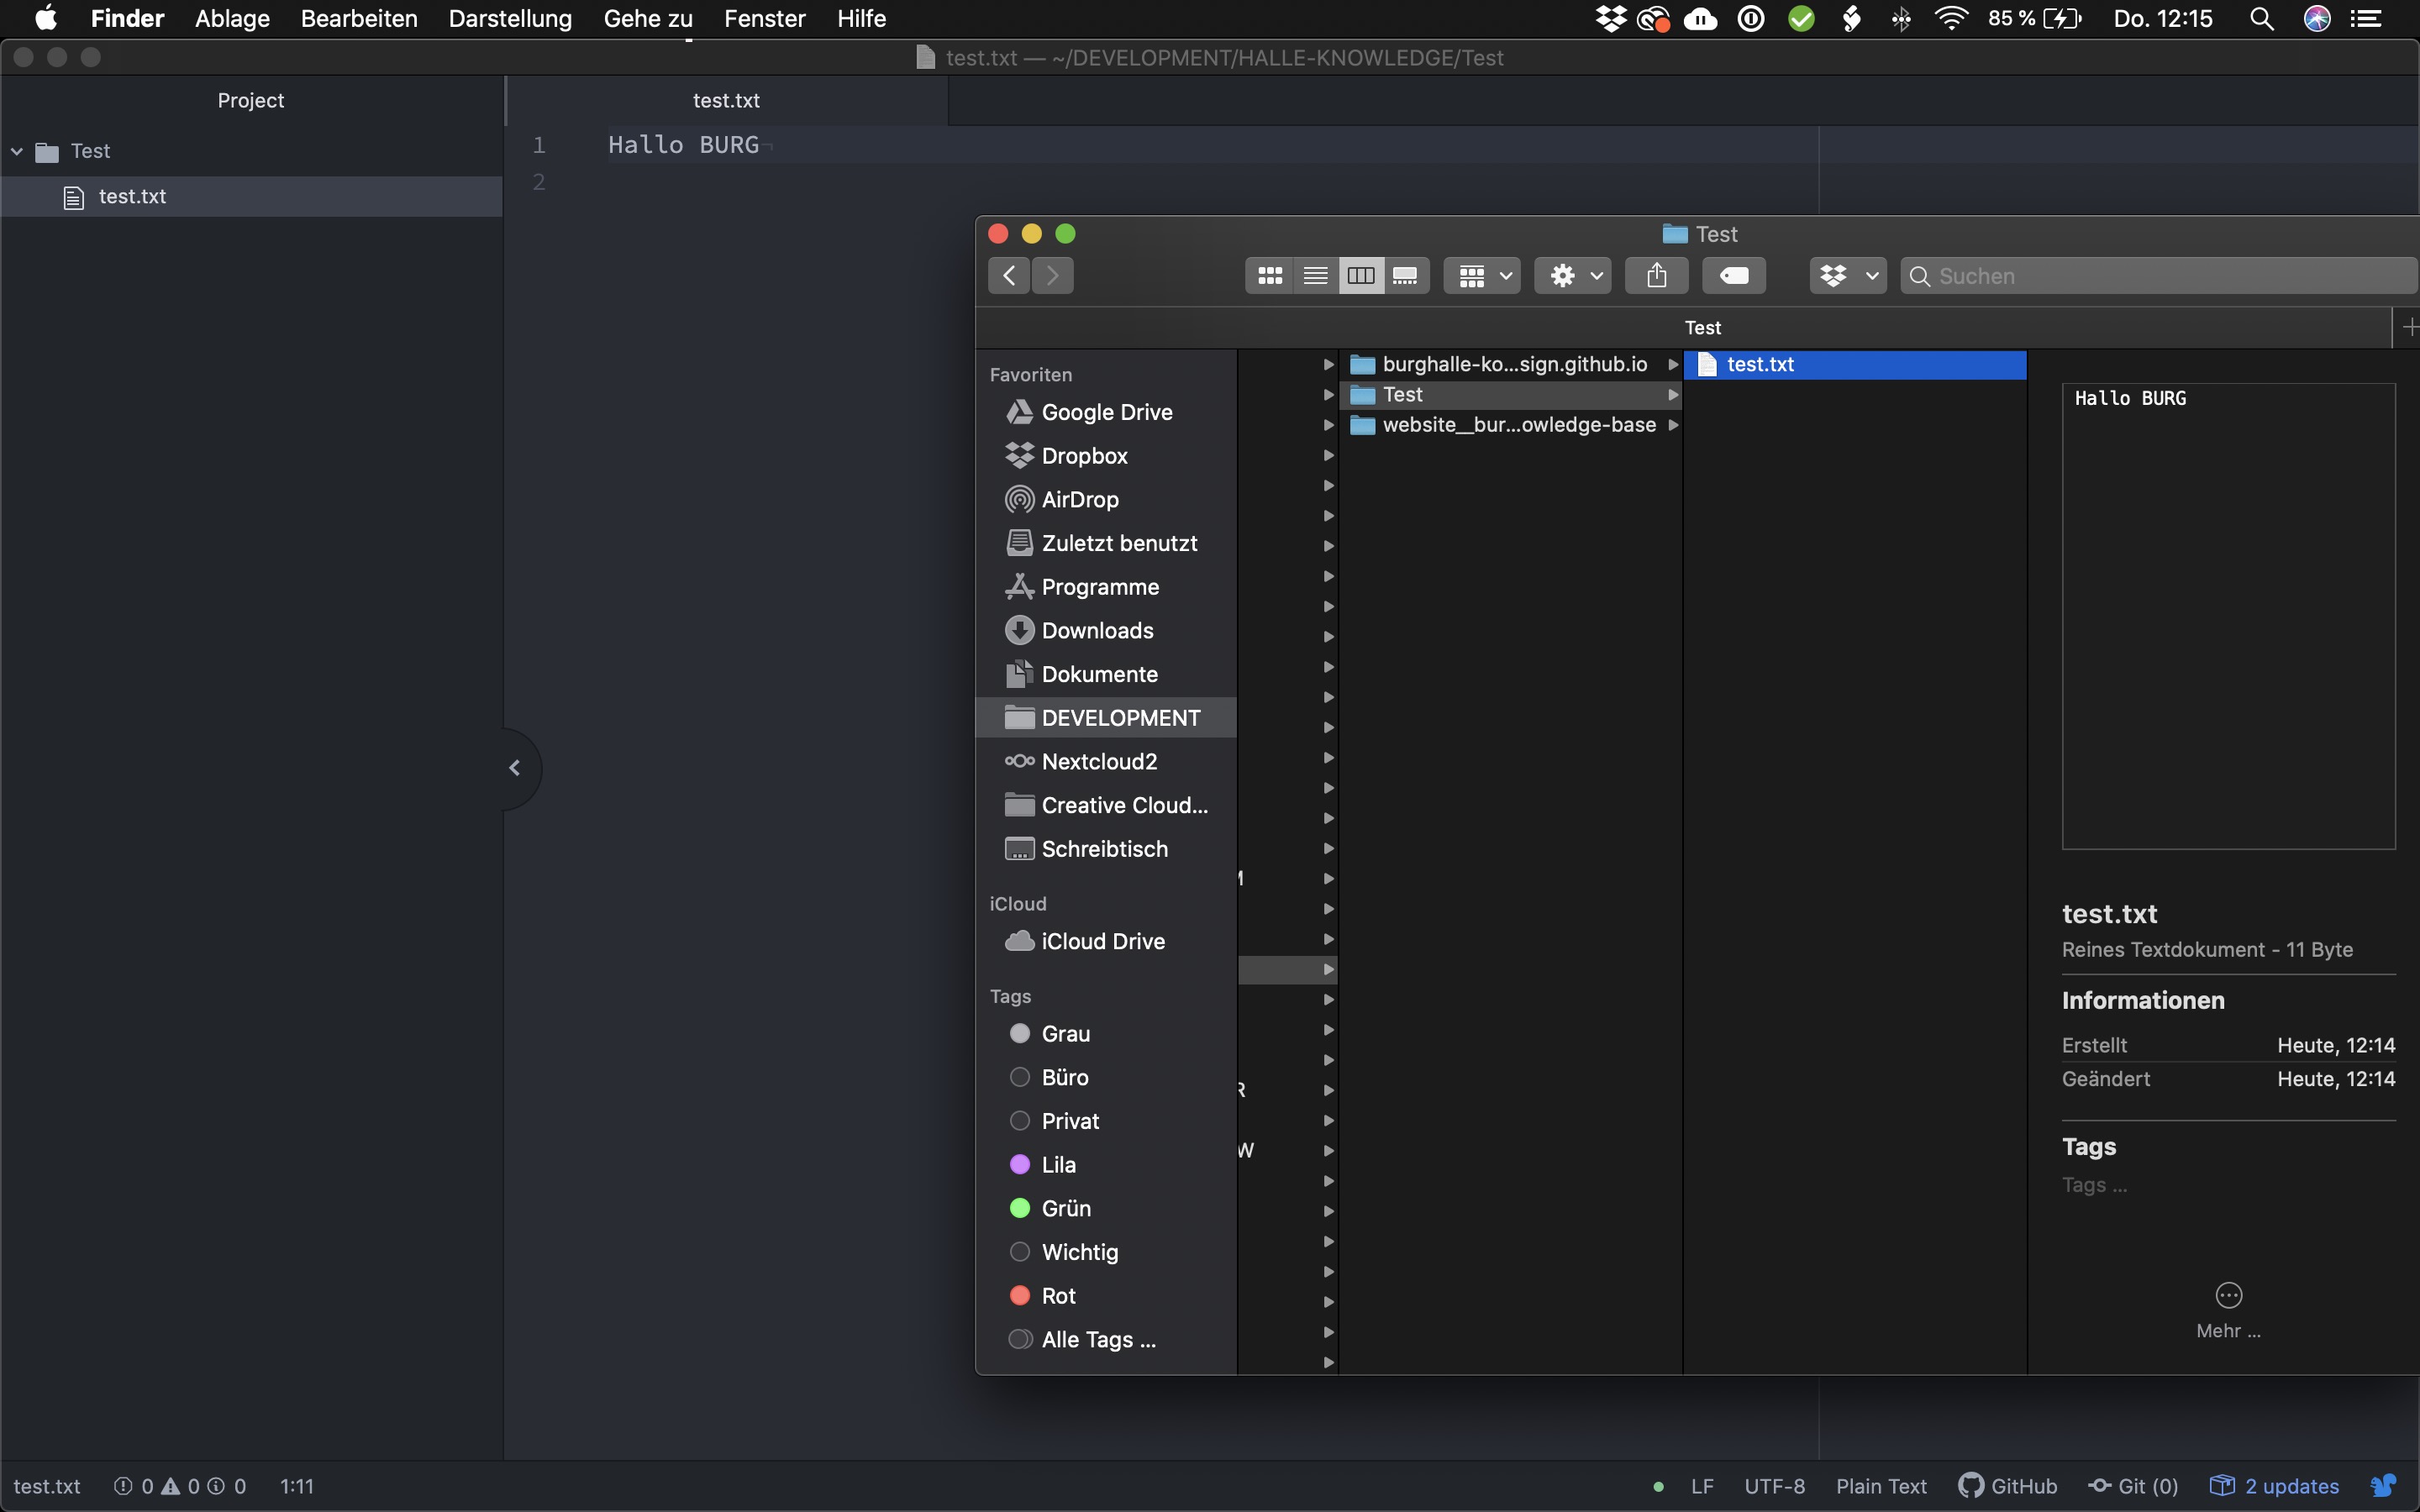 Finder Ablage Bearbeiten Darstellung Gehe zu Fenster Hilfe 85 % Do. 12:15
test.txt — ~/DEVELOPMENT/HALLE-KNOWLEDGE/Test
Project
test.txt
Test
test.txt
1 Hallo BURG¬
2
Test
Suchen
Test
Favoriten
Google Drive
Dropbox
AirDrop
Zuletzt benutzt
Programme
Downloads
Dokumente
DEVELOPMENT
Nextcloud2
Creative Cloud...
Schreibtisch
iCloud
iCloud Drive
Tags
Grau
Büro
Privat
Lila
Grün
Wichtig
Rot
Alle Tags ...
R
W
burghalle-ko...sign.github.io
Test
website__bur...owledge-base
test.txt
Hallo BURG
test.txt
Reines Textdokument - 11 Byte
Informationen
Erstellt Heute, 12:14
Geändert Heute, 12:14
Tags
Tags ...
Mehr ...
test.txt 0 0 0 1:11 LF UTF-8 Plain Text GitHub Git (0) 2 updates